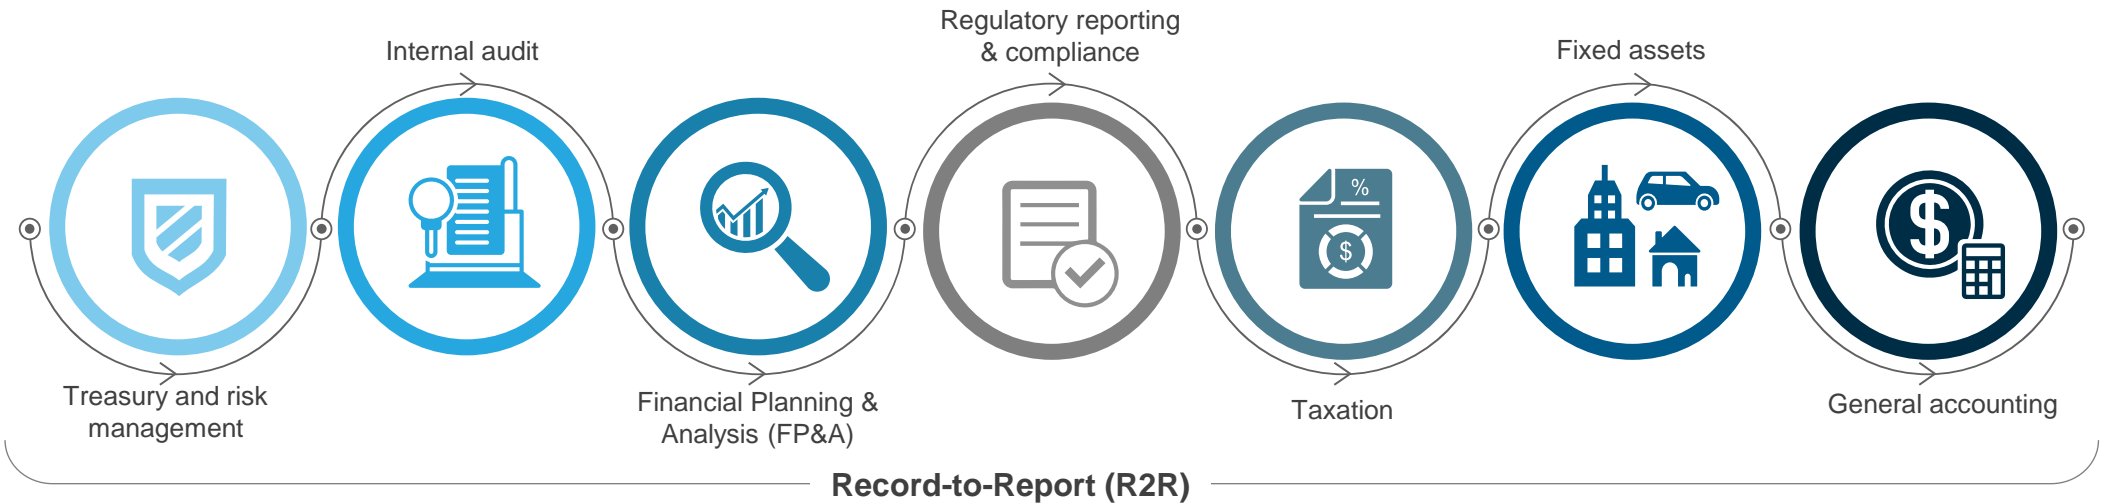 Treasury and risk
management
Internal audit
Financial Planning &
Analysis (FP&A)
Regulatory reporting
& compliance
%
$
Taxation
Fixed assets
$
General accounting
Record-to-Report (R2R)